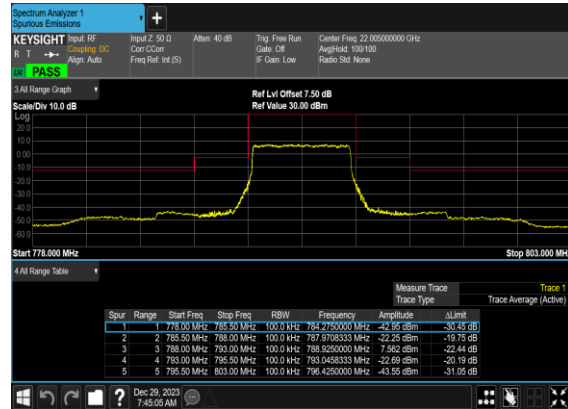 Spectrum Analyzer 1
Spurious Emissions
KEYSIGHT
R T
LW PASS
Input: RF
Coupling: DC
Align: Auto
Input Z: 50 Ω
Corr CCorr
Freq Ref: Int (S)
Atten: 40 dB
Trig: Free Run
Gate: Off
IF Gain: Low
Center Freq: 22.005000000 GHz
Avg|Hold: 100/100
Radio Std: None
3 All Range Graph
Scale/Div 10.0 dB
Ref Lvl Offset 7.50 dB
Ref Value 30.00 dBm
Log
20.0
10.0
0.00
-10.0
-20.0
-30.0
-40.0
-50.0
-60.0
Start 778.000 MHz
Stop 803.000 MH
4 All Range Table
Measure Trace Trace 1
Trace Type Trace Average (Active)
Spur Range Start Freq Stop Freq RBW Frequency Amplitude ΔLimit
1 1 778.00 MHz 785.50 MHz 100.0 kHz 784.2750000 MHz -42.95 dBm -30.45 dB
2 2 785.50 MHz 788.00 MHz 100.0 kHz 787.9708333 MHz -22.25 dBm -19.75 dB
3 3 788.00 MHz 793.00 MHz 100.0 kHz 788.9250000 MHz 7.562 dBm -22.44 dB
4 4 793.00 MHz 795.50 MHz 100.0 kHz 793.0458333 MHz -22.69 dBm -20.19 dB
5 5 795.50 MHz 803.00 MHz 100.0 kHz 796.4250000 MHz -43.55 dBm -31.05 dB
Dec 29, 2023
7:45:05 AM